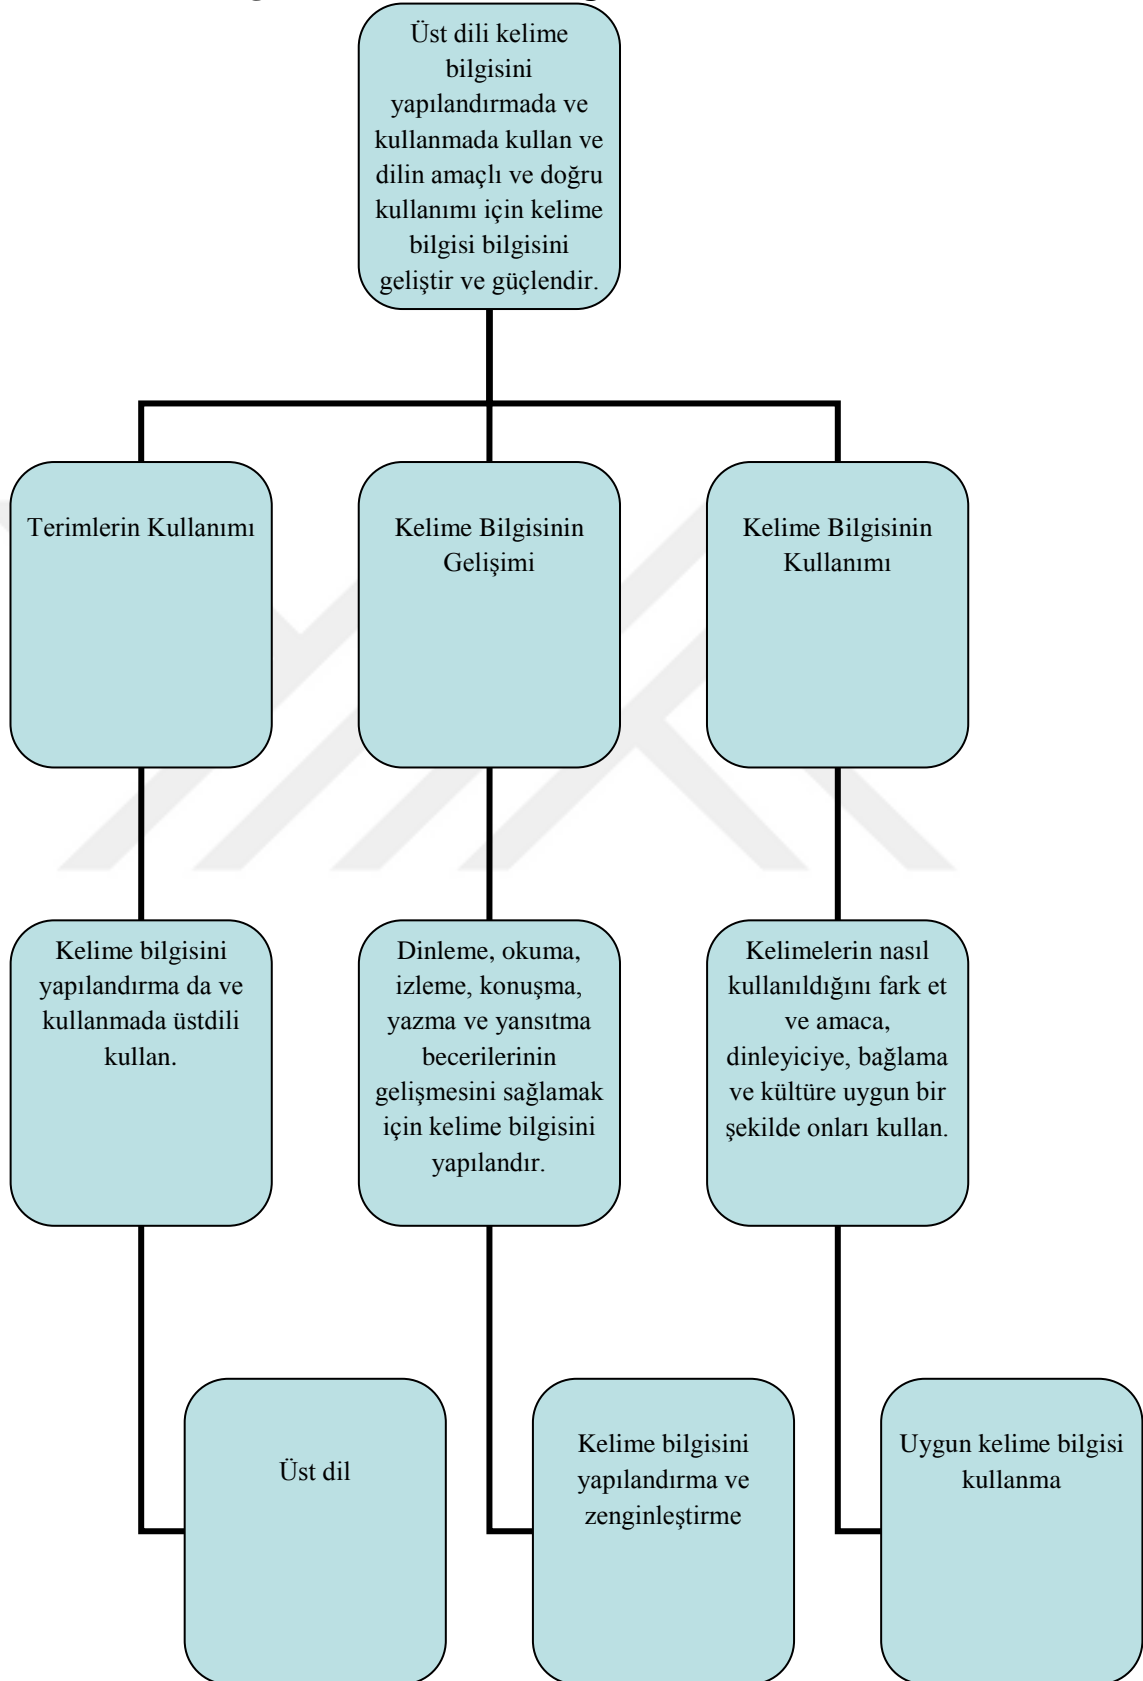 Üst dili kelime
bilgisini
yapılandırmada ve
kullanmada kullan ve
dilin amaçlı ve doğru
kullanımı için kelime
bilgisi bilgisini
geliştir ve güçlendir.
Terimlerin Kullanımı
Kelime Bilgisinin
Gelişimi
Kelime Bilgisinin
Kullanımı
Kelime bilgisini
yapılandırma da ve
kullanmada üstdili
kullan.
Dinleme, okuma,
izleme, konuşma,
yazma ve yansıtma
becerilerinin
gelişmesini sağlamak
için kelime bilgisini
yapılandır.
Kelimelerin nasıl
kullanıldığını fark et
ve amaca,
dinleyiciye, bağlama
ve kültüre uygun bir
şekilde onları kullan.
Üst dil
Kelime bilgisini
yapılandırma ve
zenginleştirme
Uygun kelime bilgisi
kullanma